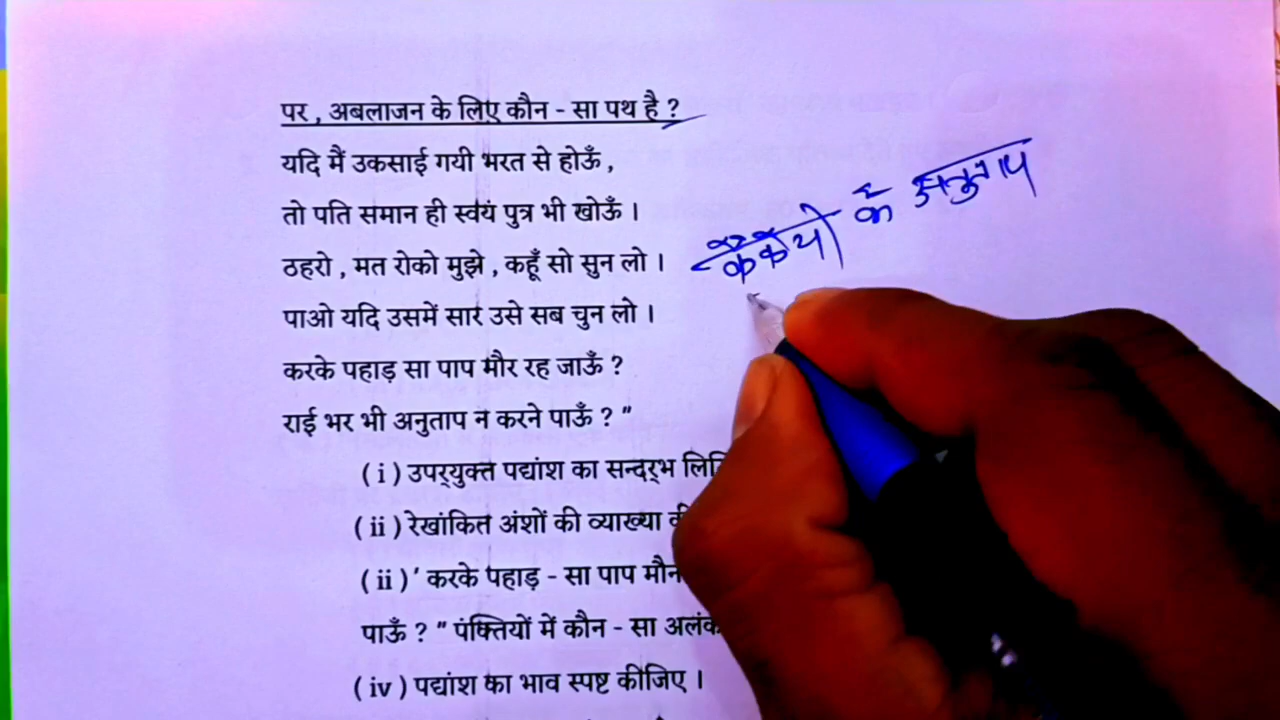 पर , अबलाजन के लिए कौन - सा पथ है ?
यदि मैं उकसाई गयी भरत से होऊँ ,
तो पति समान ही स्वयं पुत्र भी खोऊँ ।
ठहरो , मत रोको मुझे , कहूँ सो सुन लो ।
कैकेयी के अनुताप
पाओ यदि उसमें सार उसे सब चुन लो ।
करके पहाड़ सा पाप मौर रह जाऊँ ?
राई भर भी अनुताप न करने पाऊँ ? ”
( i ) उपर्‌युक्त पद्यांश का सन्दर्‌भ
( ii ) रेखांकित अंशों की व्याख्या
( ii ) ' करके पहाड़ - सा पाप मौन
पाऊँ ? ” पंक्तियों में कौन - सा
( iv ) पद्यांश का भाव स्पष्ट कीजिए ।